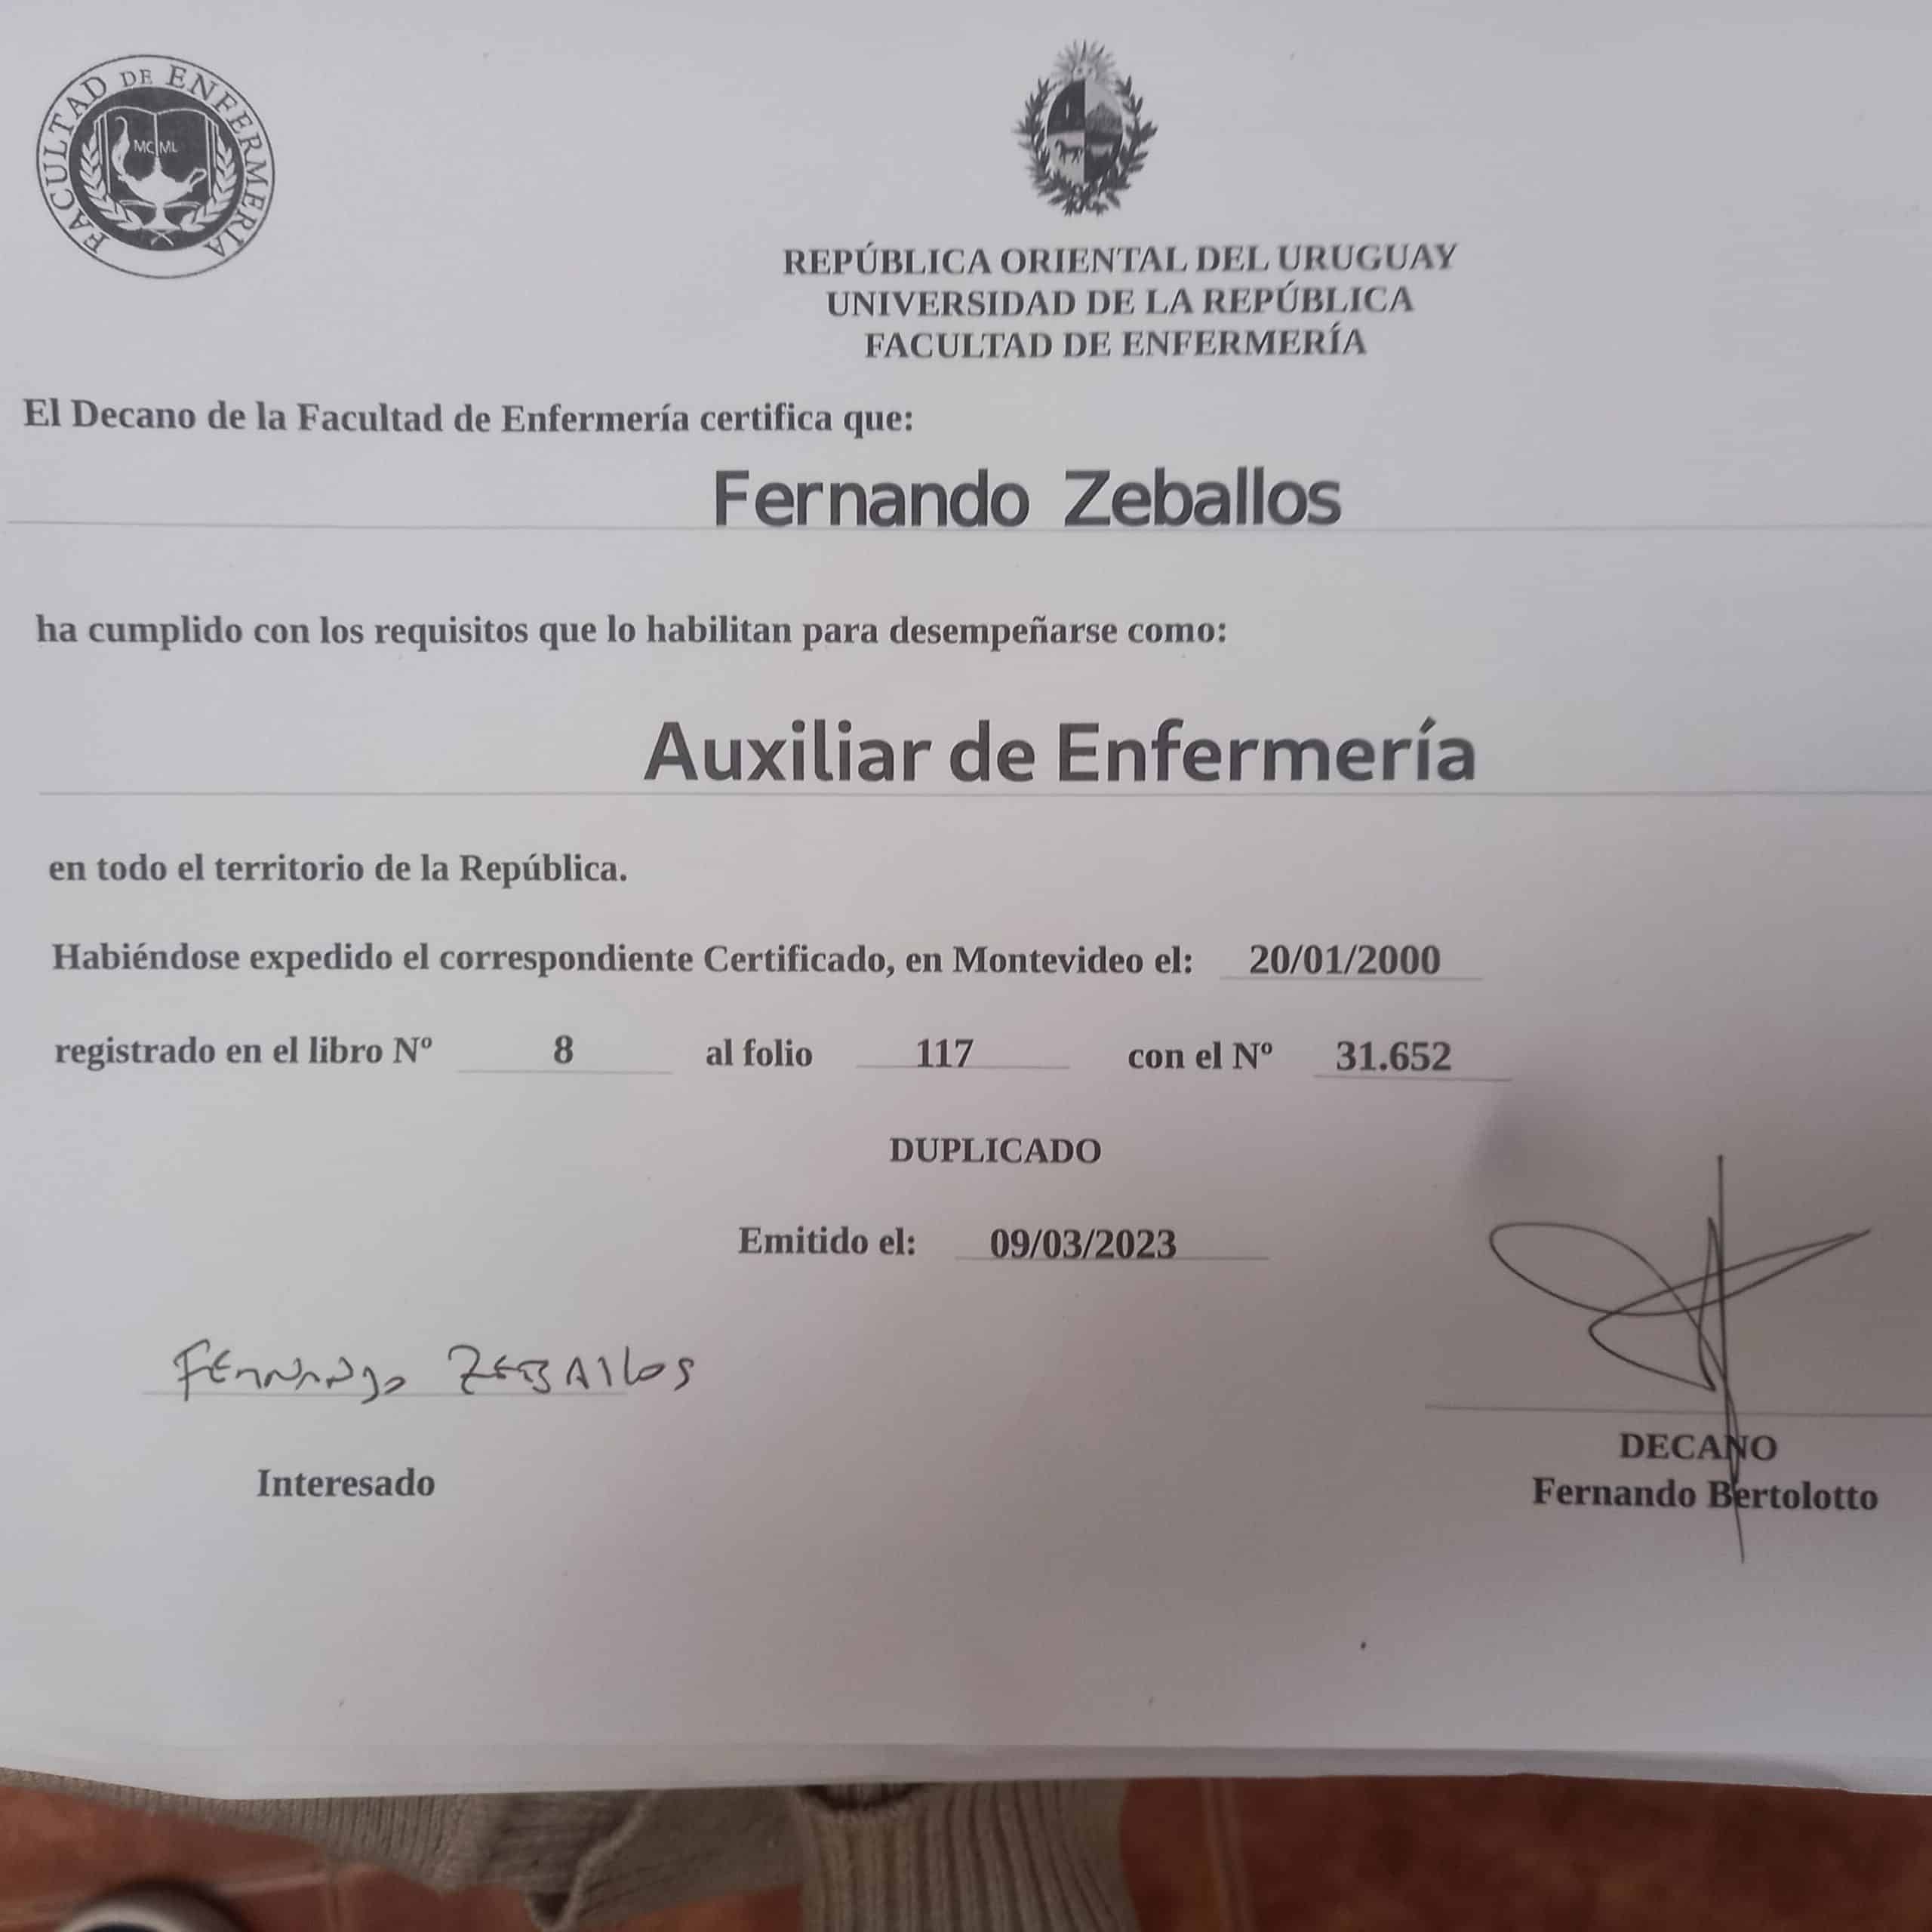 FACULTAD DE ENFERMERÍA
MCML
REPÚBLICA ORIENTAL DEL URUGUAY
UNIVERSIDAD DE LA REPÚBLICA
FACULTAD DE ENFERMERÍA
El Decano de la Facultad de Enfermería certifica que:
Fernando Zeballos
ha cumplido con los requisitos que lo habilitan para desempeñarse como:
Auxiliar de Enfermería
en todo el territorio de la República.
Habiéndose expedido el correspondiente Certificado, en Montevideo el: 20/01/2000
registrado en el libro Nº 8 al folio 117 con el Nº 31.652
DUPLICADO
Emitido el: 09/03/2023
Fernando Zeballos
Interesado
DECANO
Fernando Bertolotto